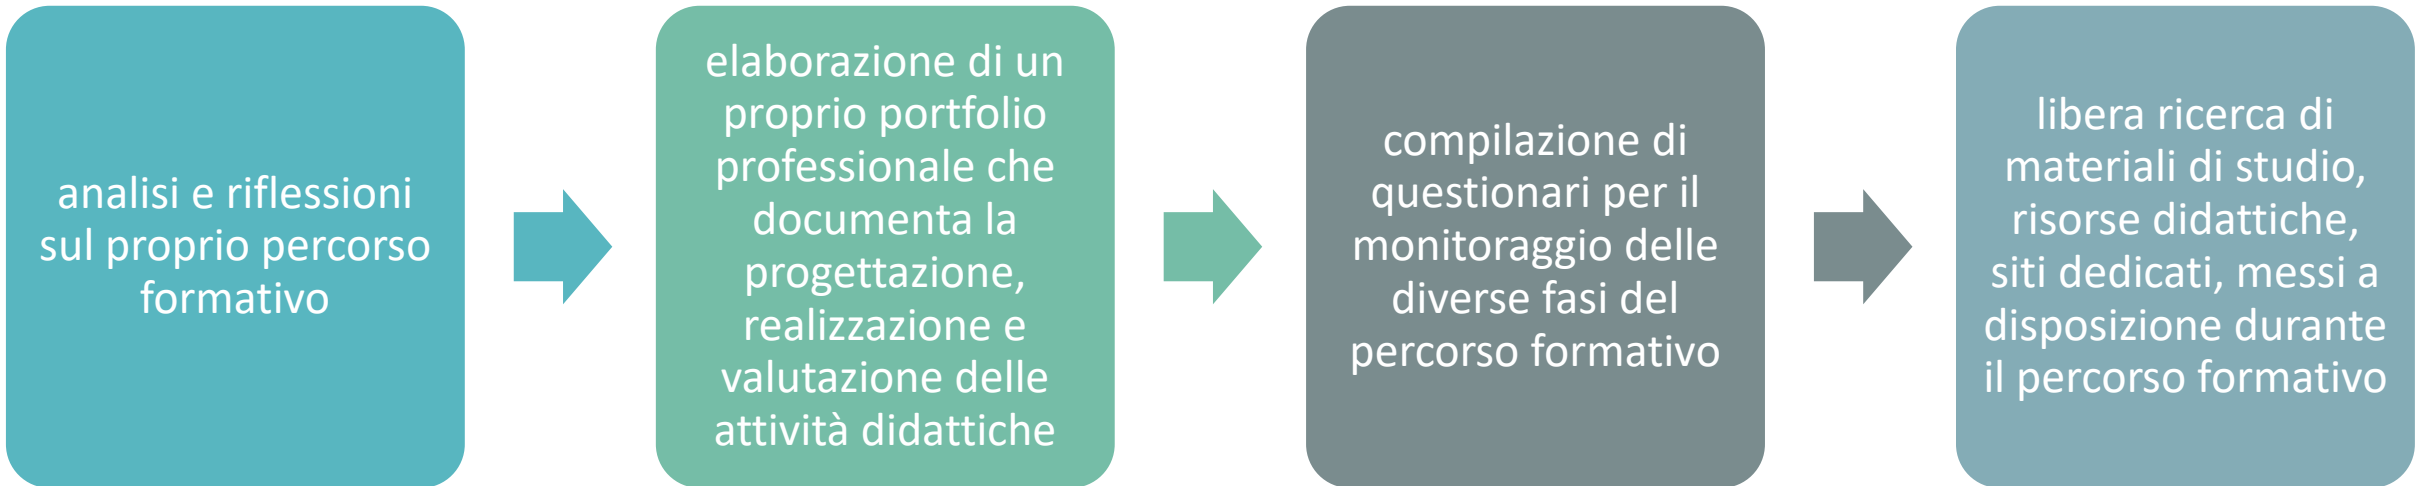 analisi e riflessioni
sul proprio percorso
formativo
elaborazione di un
proprio portfolio
professionale che
documenta la
progettazione,
realizzazione e
valutazione delle
attività didattiche
compilazione di
questionari per il
monitoraggio delle
diverse fasi del
percorso formativo
libera ricerca di
materiali di studio,
risorse didattiche,
siti dedicati, messi a
disposizione durante
il percorso formativo